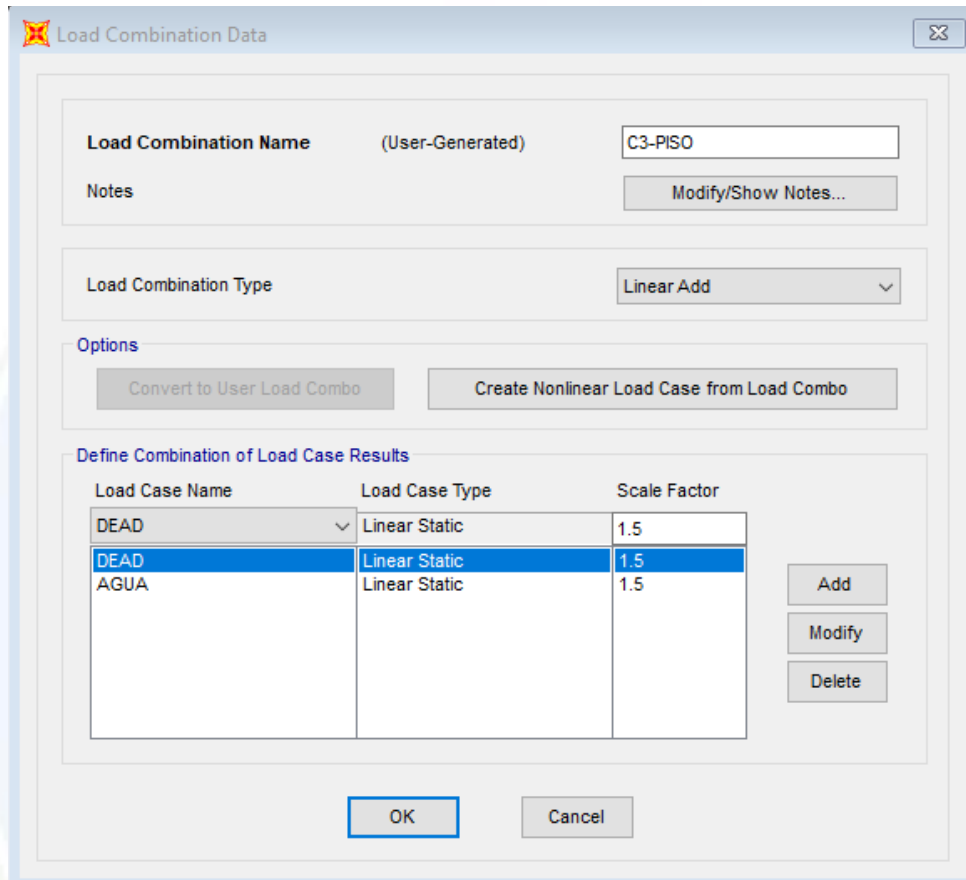 Load Combination Data
Load Combination Name (User-Generated) C3-PISO
Notes Modify/Show Notes...
Load Combination Type Linear Add
Options
Convert to User Load Combo Create Nonlinear Load Case from Load Combo
Define Combination of Load Case Results
Load Case Name Load Case Type Scale Factor
DEAD Linear Static 1.5
DEAD Linear Static 1.5
AGUA Linear Static 1.5
Add
Modify
Delete
OK Cancel